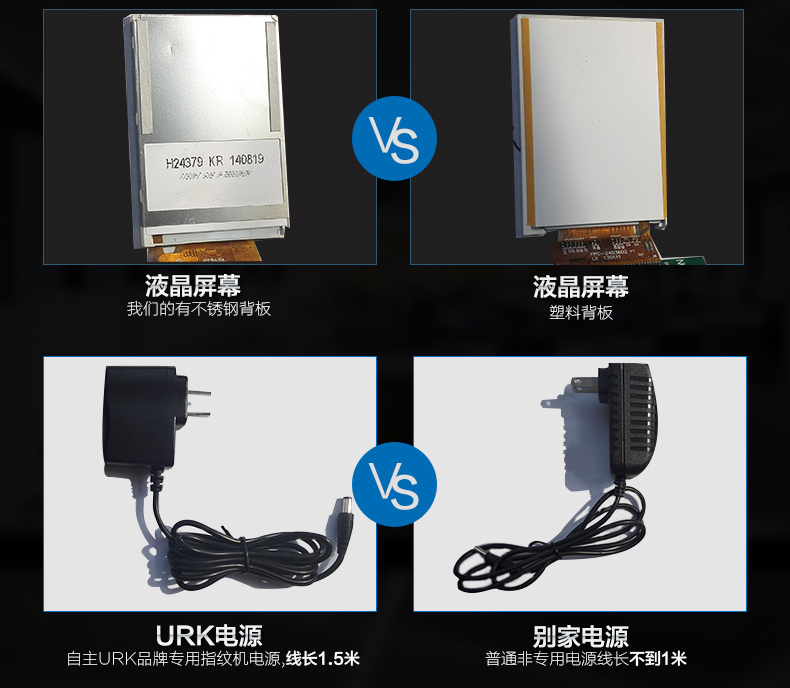 H24379 KR 140819
VS
FPC-2403802
液晶屏幕
我们的有不锈钢背板
液晶屏幕
塑料背板
VS
URK电源
自主URK品牌专用指纹机电源,线长1.5米
别家电源
普通非专用电源线长不到1米